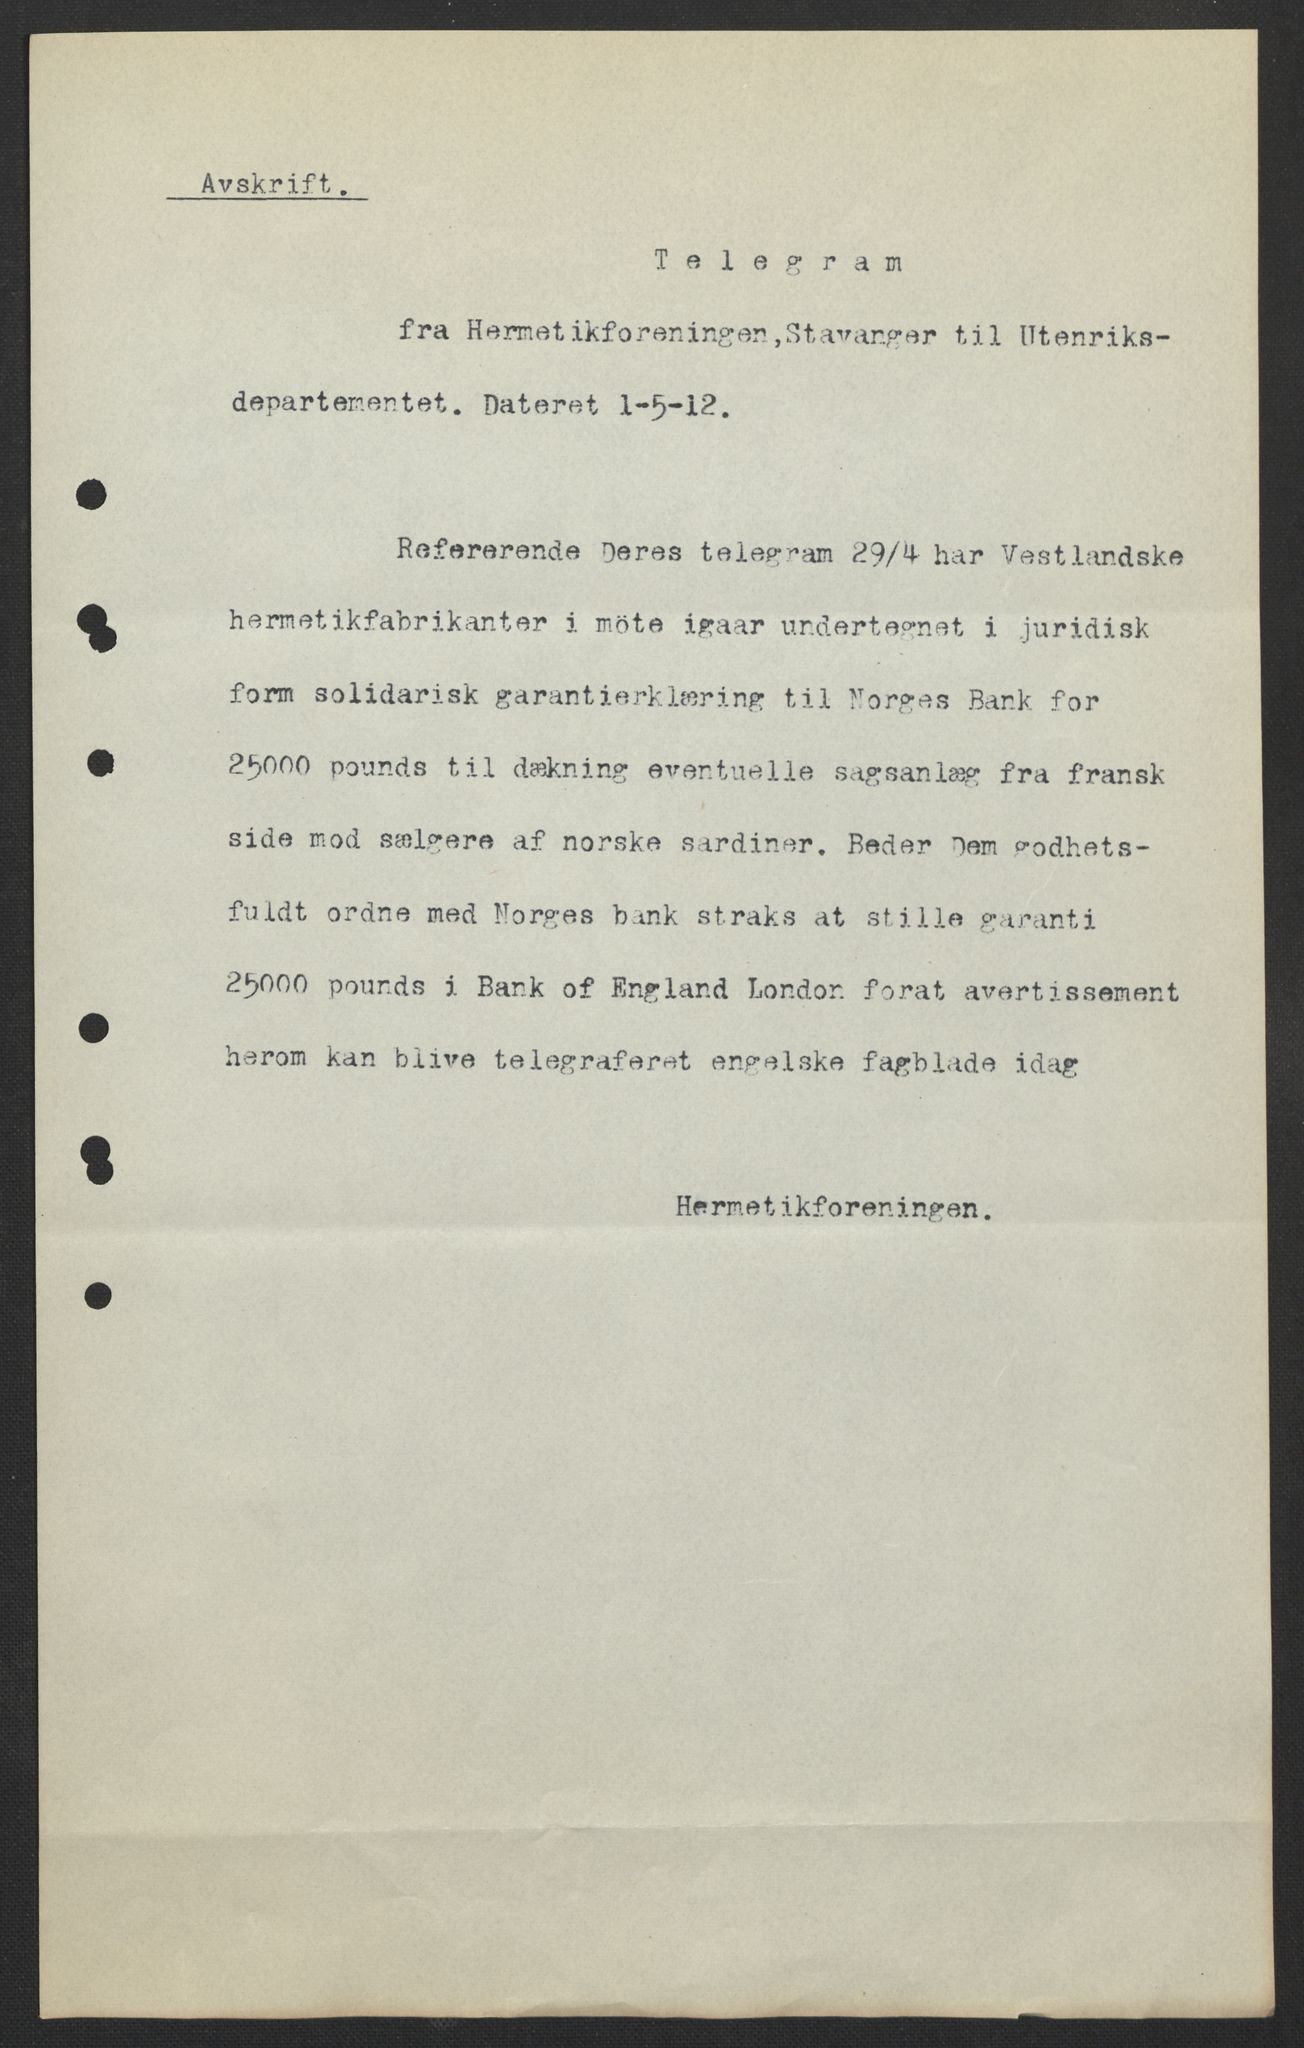 Avskrift.
T e l e g r a m
fra Hermetikforeningen,Stavanger til Utenriks-
departementet. Dateret 1-5-12.
Refererende Deres telegram 29/4 har Vestlandske
hermetikfabrikanter i möte igaar undertegnet i juridisk
form solidarisk garantierklæring til Norges Bank for
25000 pounds til dækning eventuelle sagsanlæg fra fransk
side mod sælgere af norske sardiner. Beder Dem godhets-
fuldt ordne med Norges bank straks at stille garanti
25000 pounds i Bank of England London forat avertissement
herom kan blive telegraferet engelske fagblade idag
Hermetikforeningen.